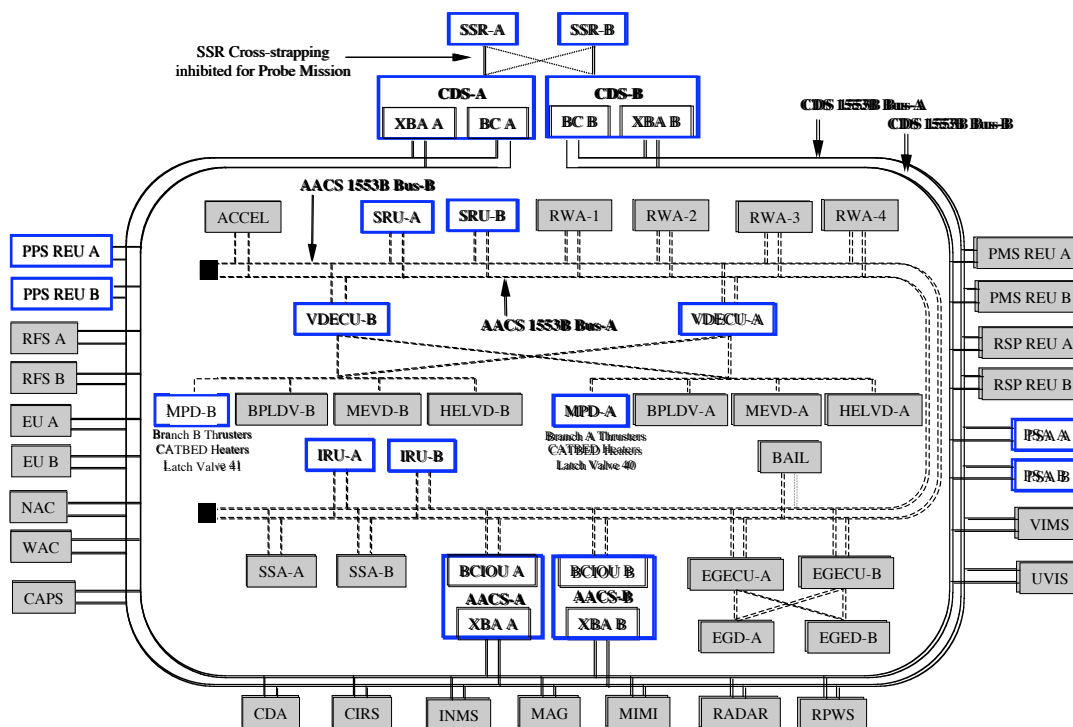 SSR-A
SSR-B
SSR Cross-strapping
inhibited for Probe Mission
CDS-A
CDS-B
XBA A
BC A
BC B
XBA B
CDS 1553B Bus-A
CDS 1553B Bus-B
AACS 1553B Bus-B
ACCEL
SRU-A
SRU-B
RWA-1
RWA-2
RWA-3
RWA-4
PPS REU A
PPS REU B
RFS A
RFS B
EU A
EU B
NAC
WAC
CAPS
PMS REU A
PMS REU B
RSP REU A
RSP REU B
PSA A
PSA B
VIMS
UVIS
VDECU-B
AACS 1553B Bus-A
VDECU-A
MPD-B
BPLDV-B
MEVD-B
HELVD-B
MPD-A
BPLDV-A
MEVD-A
HELVD-A
Branch B Thrusters
CATBED Heaters
Latch Valve 41
Branch A Thrusters
CATBED Heaters
Latch Valve 40
IRU-A
IRU-B
BAIL
SSA-A
SSA-B
BCIOU A
AACS-A
XBA A
BCIOU B
AACS-B
XBA B
EGECU-A
EGECU-B
EGD-A
EGED-B
CDA
CIRS
INMS
MAG
MIMI
RADAR
RPWS